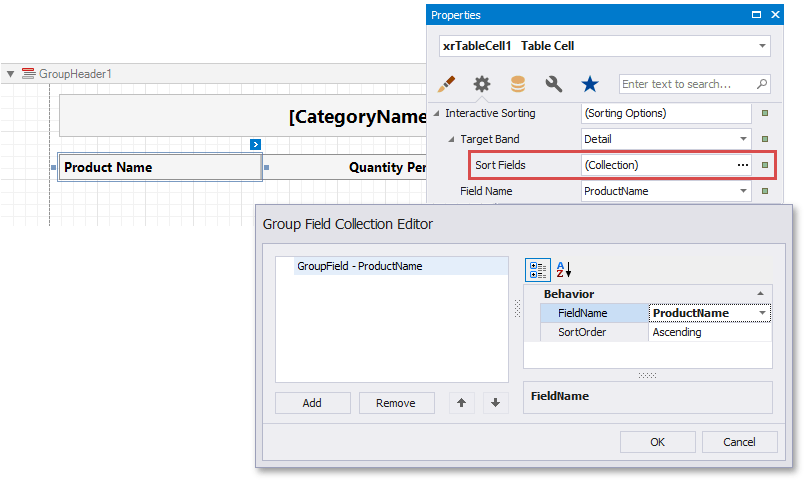 Properties
xrTableCell1 Table Cell
Enter text to search...
Interactive Sorting (Sorting Options)
Target Band Detail
Sort Fields (Collection) ...
Field Name ProductName
GroupHeader1
[CategoryName
Product Name Quantity Per
Group Field Collection Editor
GroupField - ProductName
A
Z
Behavior
FieldName ProductName
SortOrder Ascending
FieldName
Add Remove
OK Cancel